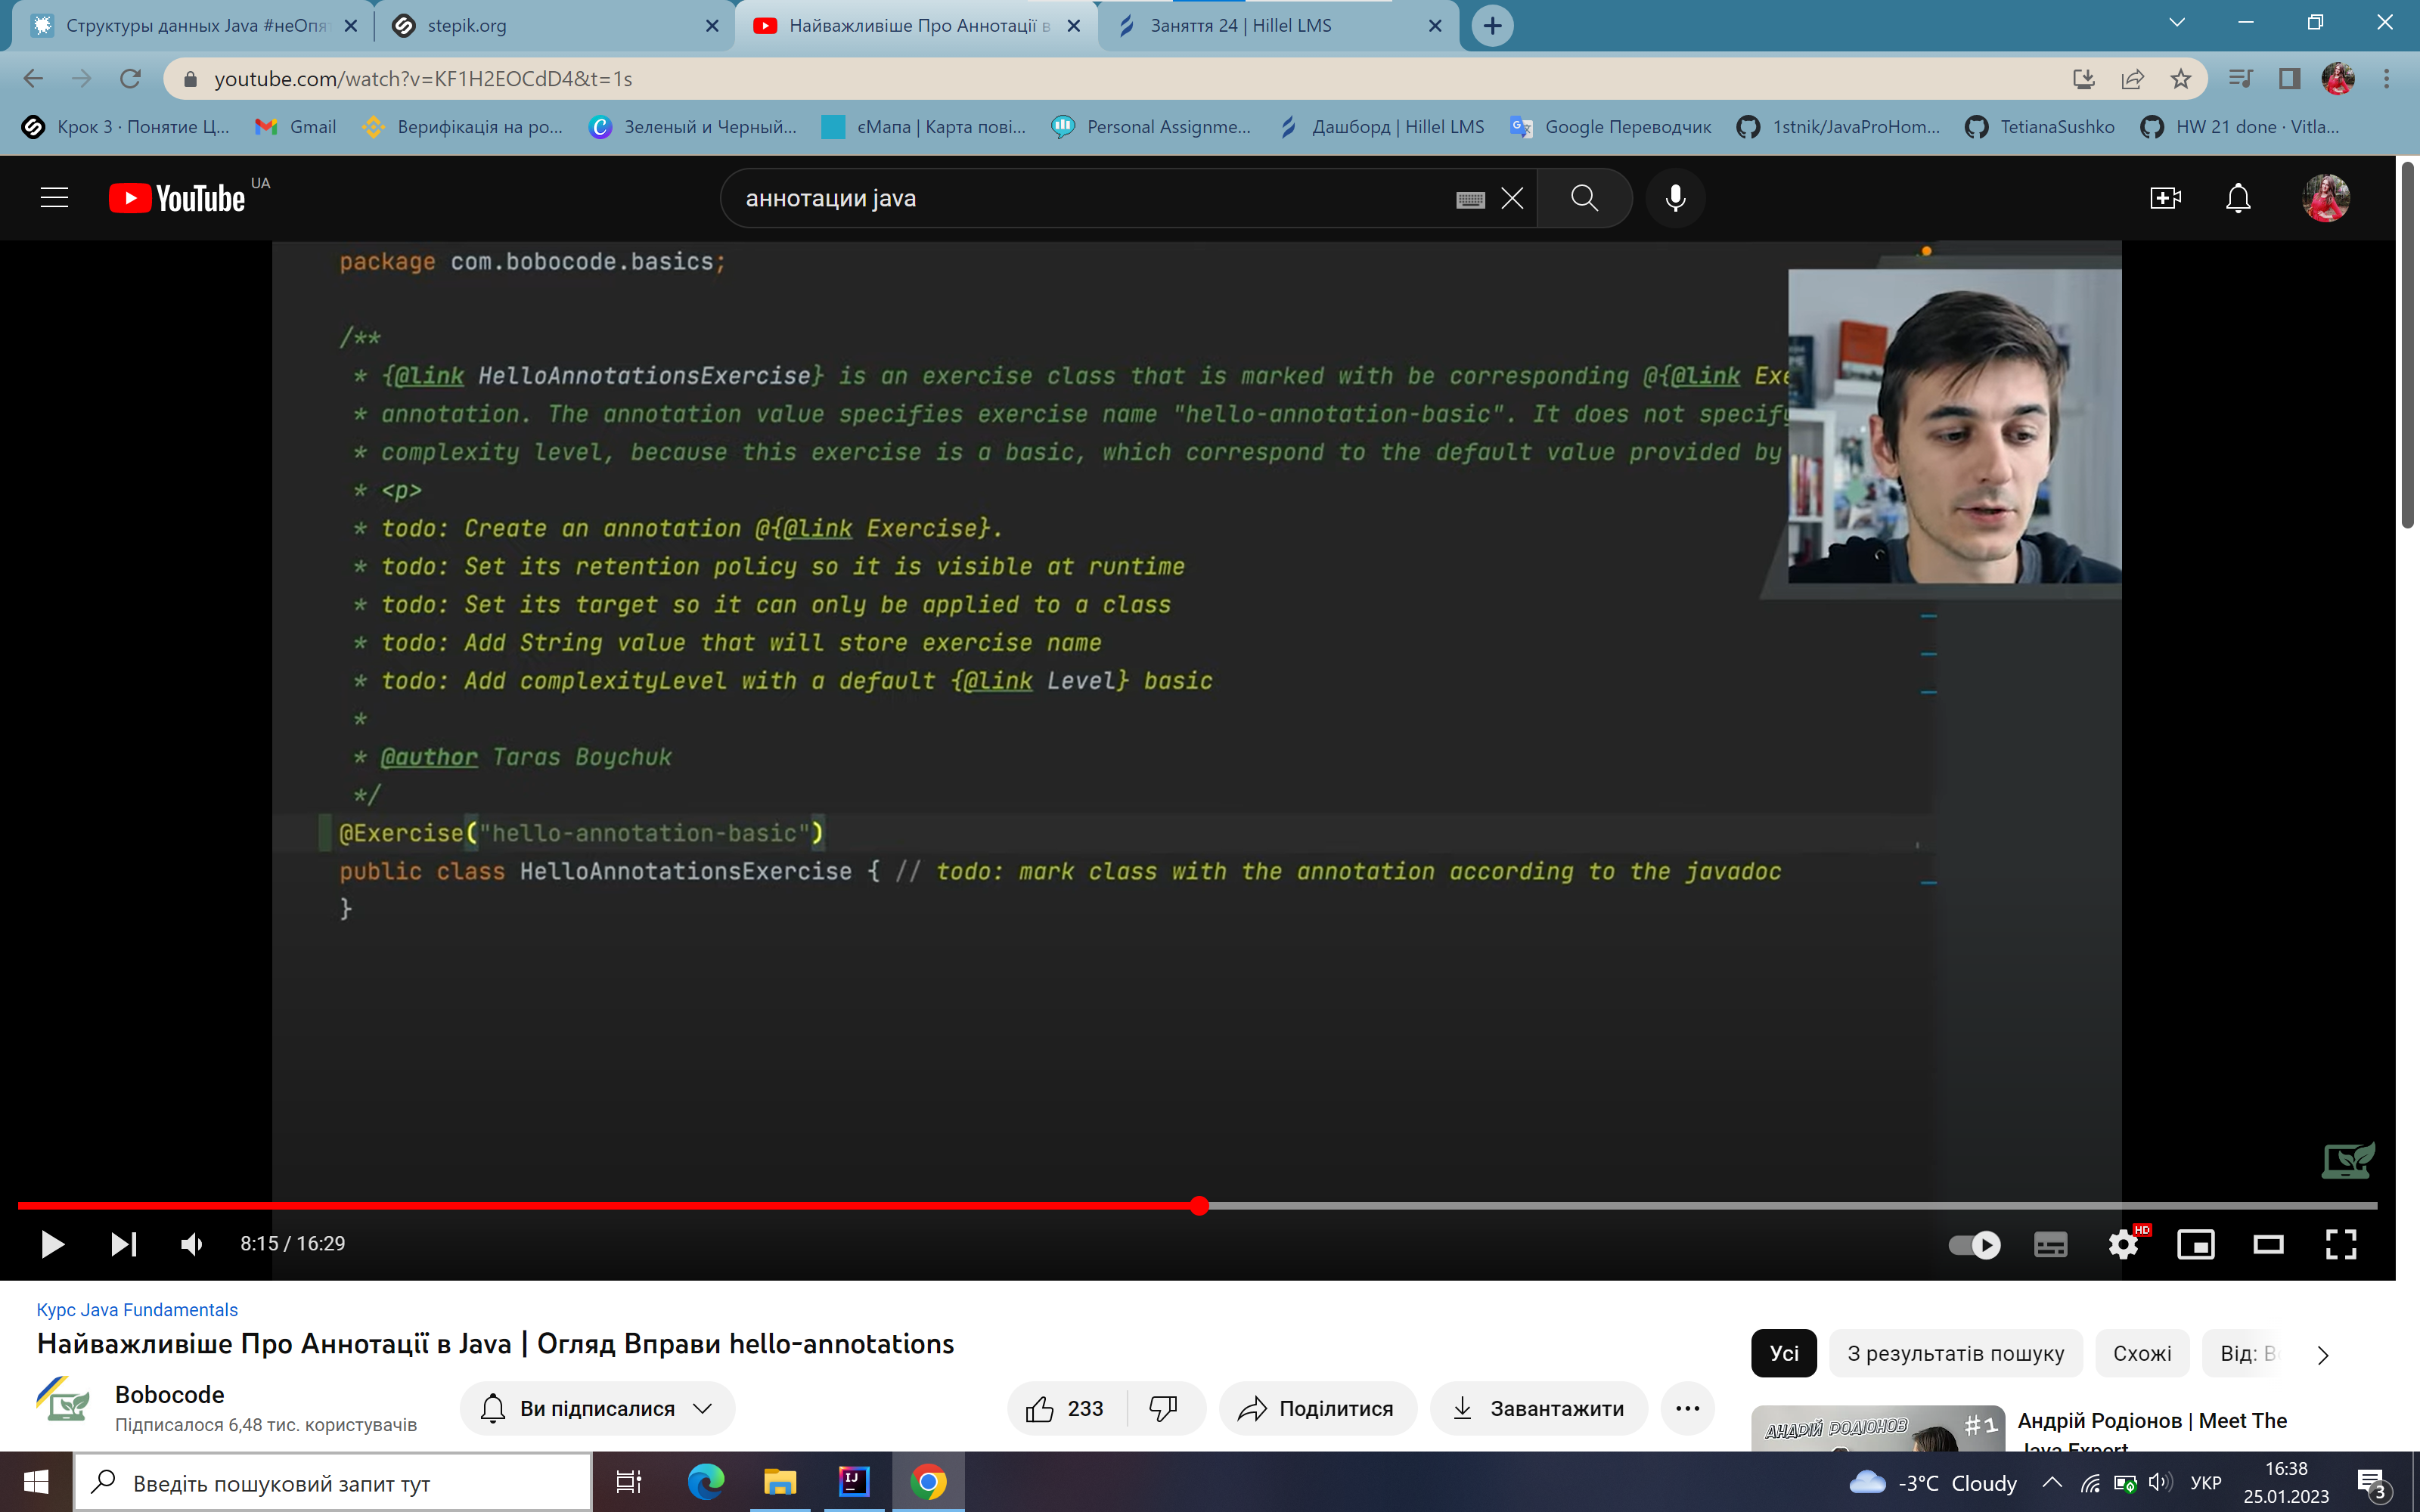 Структуры данных Java #неОпят
stepik.org
Найважливіше Про Аннотації в
Заняття 24 | Hillel LMS
youtube.com/watch?v=KF1H2EOCdD4&t=1s
Крок 3 · Понятие Ц...
Gmail
Верифікація на ро...
Зеленый и Черный...
єМапа | Карта пові...
Personal Assignme...
Дашборд | Hillel LMS
Google Переводчик
1stnik/JavaProHom...
TetianaSushko
HW 21 done · Vitla...
YouTube UA
аннотации java
package com.bobocode.basics;
/**
* {@link HelloAnnotationsExercise} is an exercise class that is marked with be corresponding @{@link Exe
* annotation. The annotation value specifies exercise name "hello-annotation-basic". It does not specify
* complexity level, because this exercise is a basic, which correspond to the default value provided by
* <p>
* todo: Create an annotation @{@link Exercise}.
* todo: Set its retention policy so it is visible at runtime
* todo: Set its target so it can only be applied to a class
* todo: Add String value that will store exercise name
* todo: Add complexityLevel with a default {@link Level} basic
*
* @author Taras Boychuk
*/
@Exercise("hello-annotation-basic")
public class HelloAnnotationsExercise { // todo: mark class with the annotation according to the javadoc
}
8:15 / 16:29
HD
Курс Java Fundamentals
Найважливіше Про Аннотації в Java | Огляд Вправи hello-annotations
Bobocode
Підписалося 6,48 тис. користувачів
Ви підписалися
233
Поділитися
Завантажити
Усі
З результатів пошуку
Схожі
Від: Bo
АНДРІЙ РОДІОНОВ #1
Андрій Родіонов | Meet The
Java Expert
Введіть пошуковий запит тут
IJ
-3°C Cloudy
УКР
16:38
25.01.2023
3